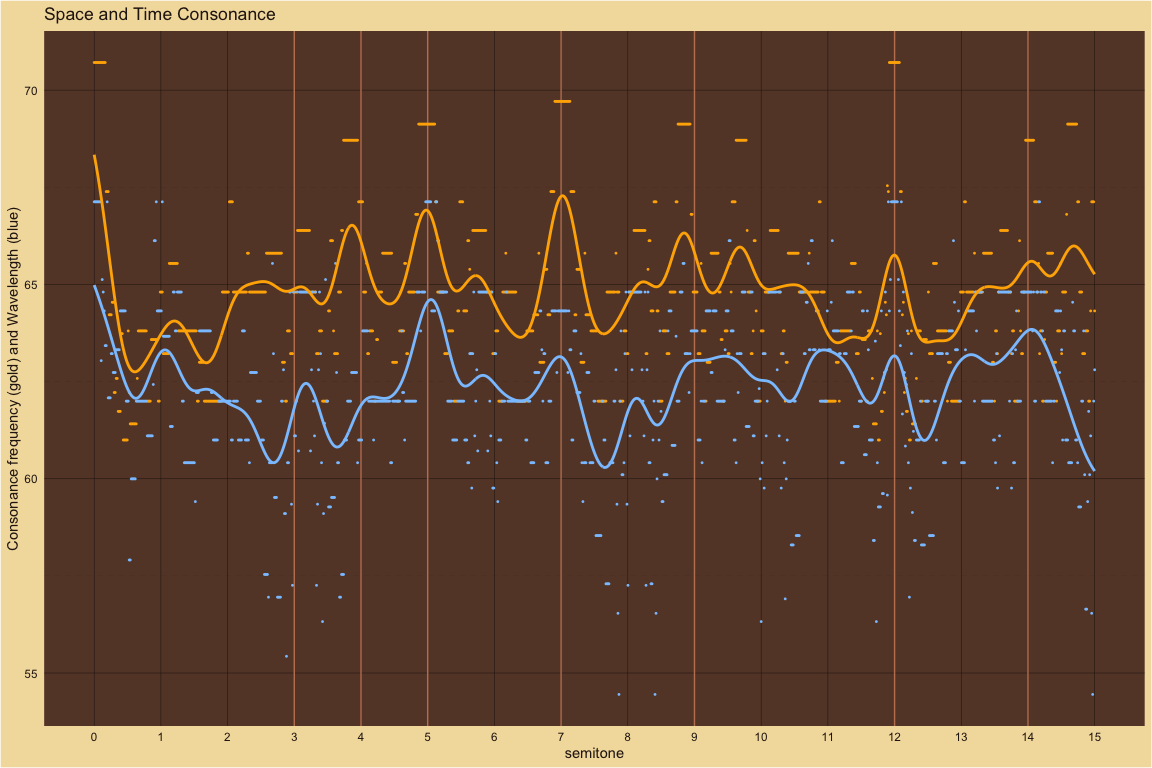 Space and Time Consonance
Consonance frequency (gold) and Wavelength (blue)
70
65
60
55
0 1 2 3 4 5 6 7 8 9 10 11 12 13 14 15
semitone